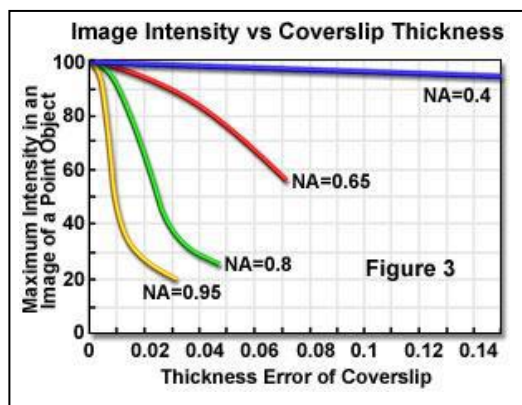 Image Intensity vs Coverslip Thickness
Maximum Intensity in an
Image of a Point Object
100
80
60
40
20
0
NA=0.4
NA=0.65
NA=0.8
NA=0.95
Figure 3
0 0.02 0.04 0.06 0.08 0.1 0.12 0.14
Thickness Error of Coverslip